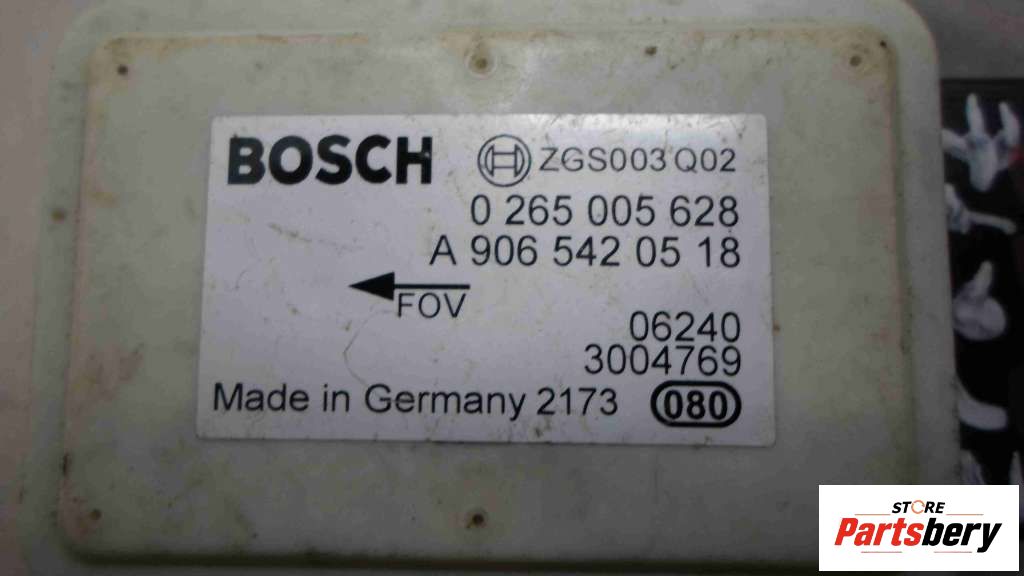 BOSCH ZGS003 Q02
0 265 005 628
A 906 542 05 18
FOV
06240
3004769
Made in Germany 2173 080
STORE
Partsbery